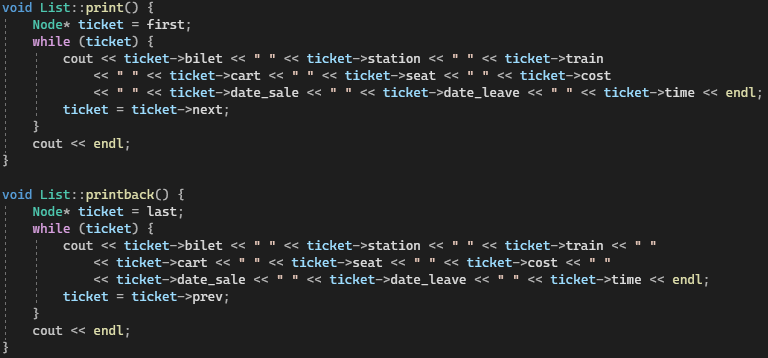 void List::print() {
    Node* ticket = first;
    while (ticket) {
        cout << ticket->bilet << " " << ticket->station << " " << ticket->train
            << " " << ticket->cart << " " << ticket->seat << " " << ticket->cost
            << " " << ticket->date_sale << " " << ticket->date_leave << " " << ticket->time << endl;
        ticket = ticket->next;
    }
    cout << endl;
}

void List::printback() {
    Node* ticket = last;
    while (ticket) {
        cout << ticket->bilet << " " << ticket->station << " " << ticket->train << " "
            << ticket->cart << " " << ticket->seat << " " << ticket->cost << " "
            << ticket->date_sale << " " << ticket->date_leave << " " << ticket->time << endl;
        ticket = ticket->prev;
    }
    cout << endl;
}